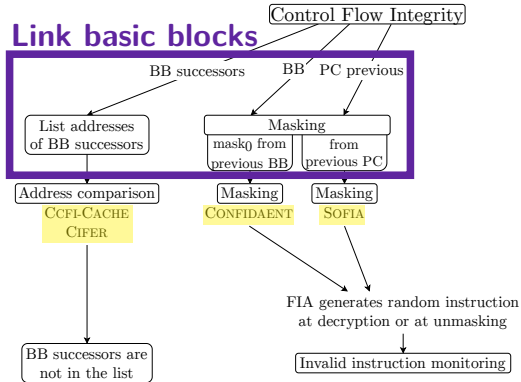 Control Flow Integrity
Link basic blocks
BB successors
BB
PC previous
List addresses
of BB successors
Masking
mask0 from
previous BB
from
previous PC
Address comparison
Masking
Masking
CCFI-CACHE
CIFER
CONFIDAENT
SOFIA
FIA generates random instruction
at decryption or at unmasking
BB successors are
not in the list
Invalid instruction monitoring